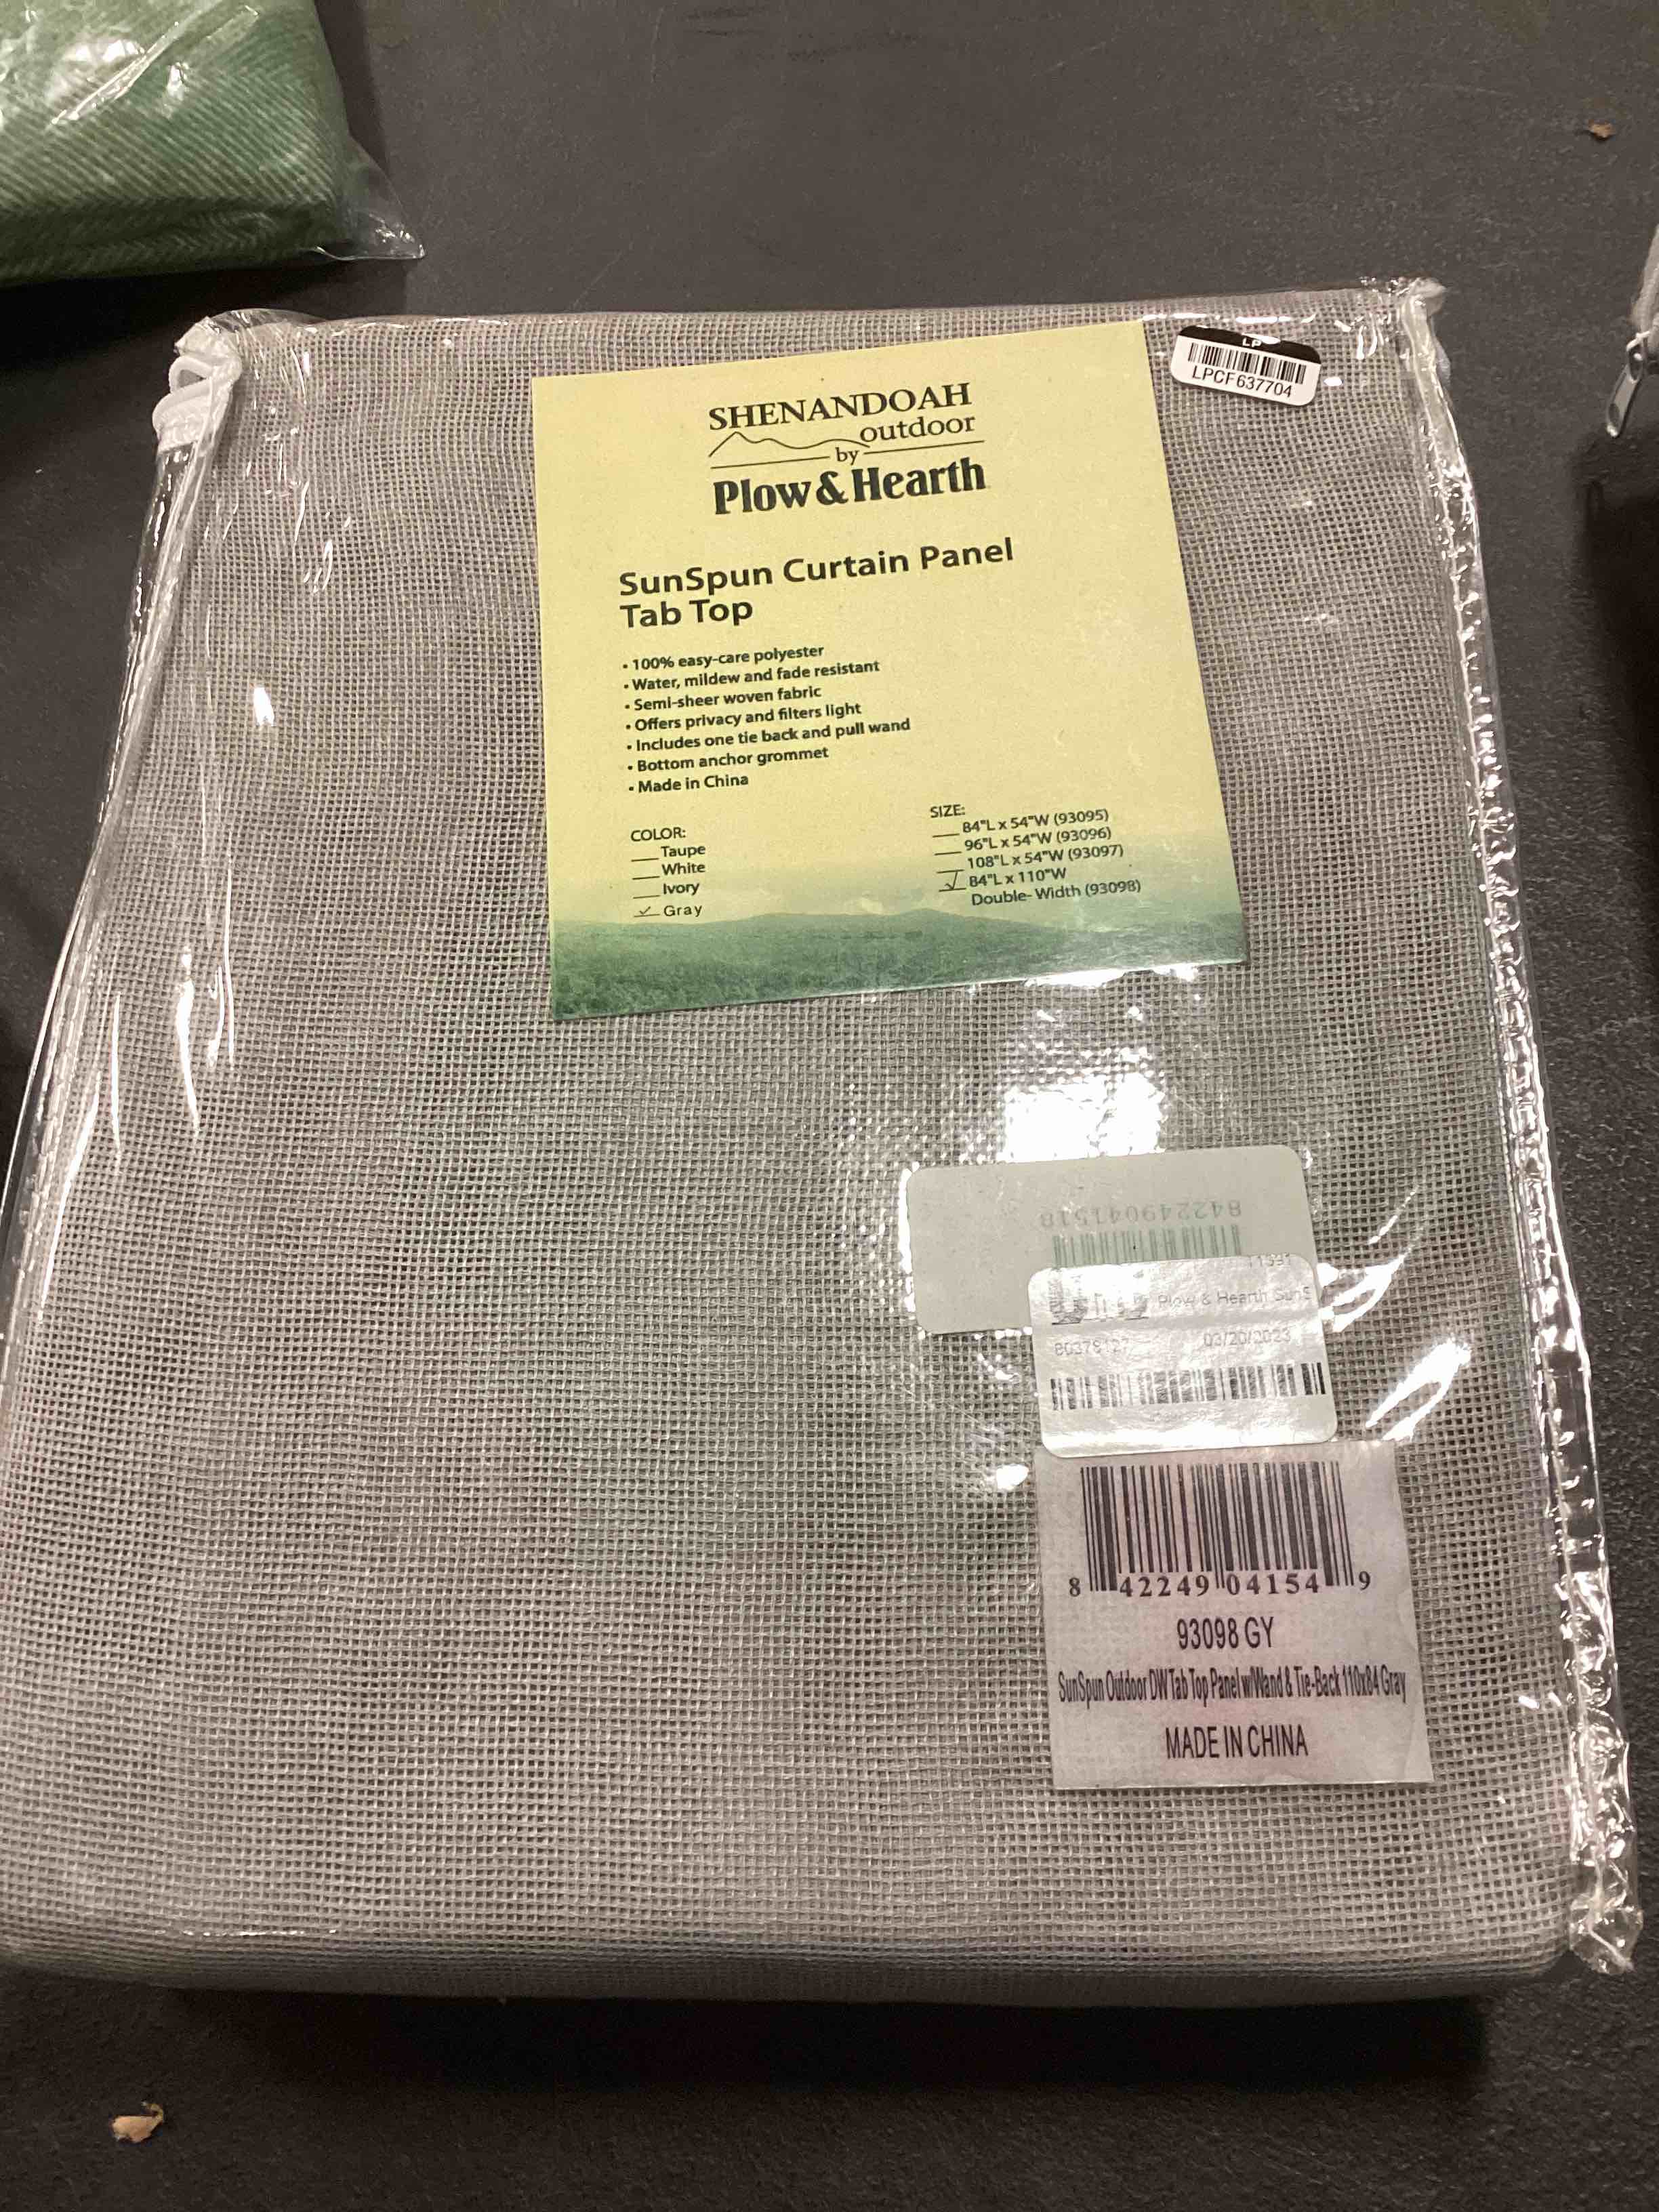 LP
LPCF637704
SHENANDOAH
outdoor
by
Plow & Hearth
SunSpun Curtain Panel
Tab Top
• 100% easy-care polyester
• Water, mildew and fade resistant
• Semi-sheer woven fabric
• Offers privacy and filters light
• Includes one tie back and pull wand
• Bottom anchor grommet
• Made in China
COLOR:
Taupe
White
Ivory
✓ Gray
SIZE:
84"L x 54"W (93095)
96"L x 54"W (93096)
108"L x 54"W (93097)
✓ 84"L x 110"W
Double- Width (93098)
Plow & Hearth Suns
03/20/2023
8 42249 04154 9
93098 GY
SunSpun Outdoor DW Tab Top Panel w/Wand & Tie-Back 110x84 Gray
MADE IN CHINA